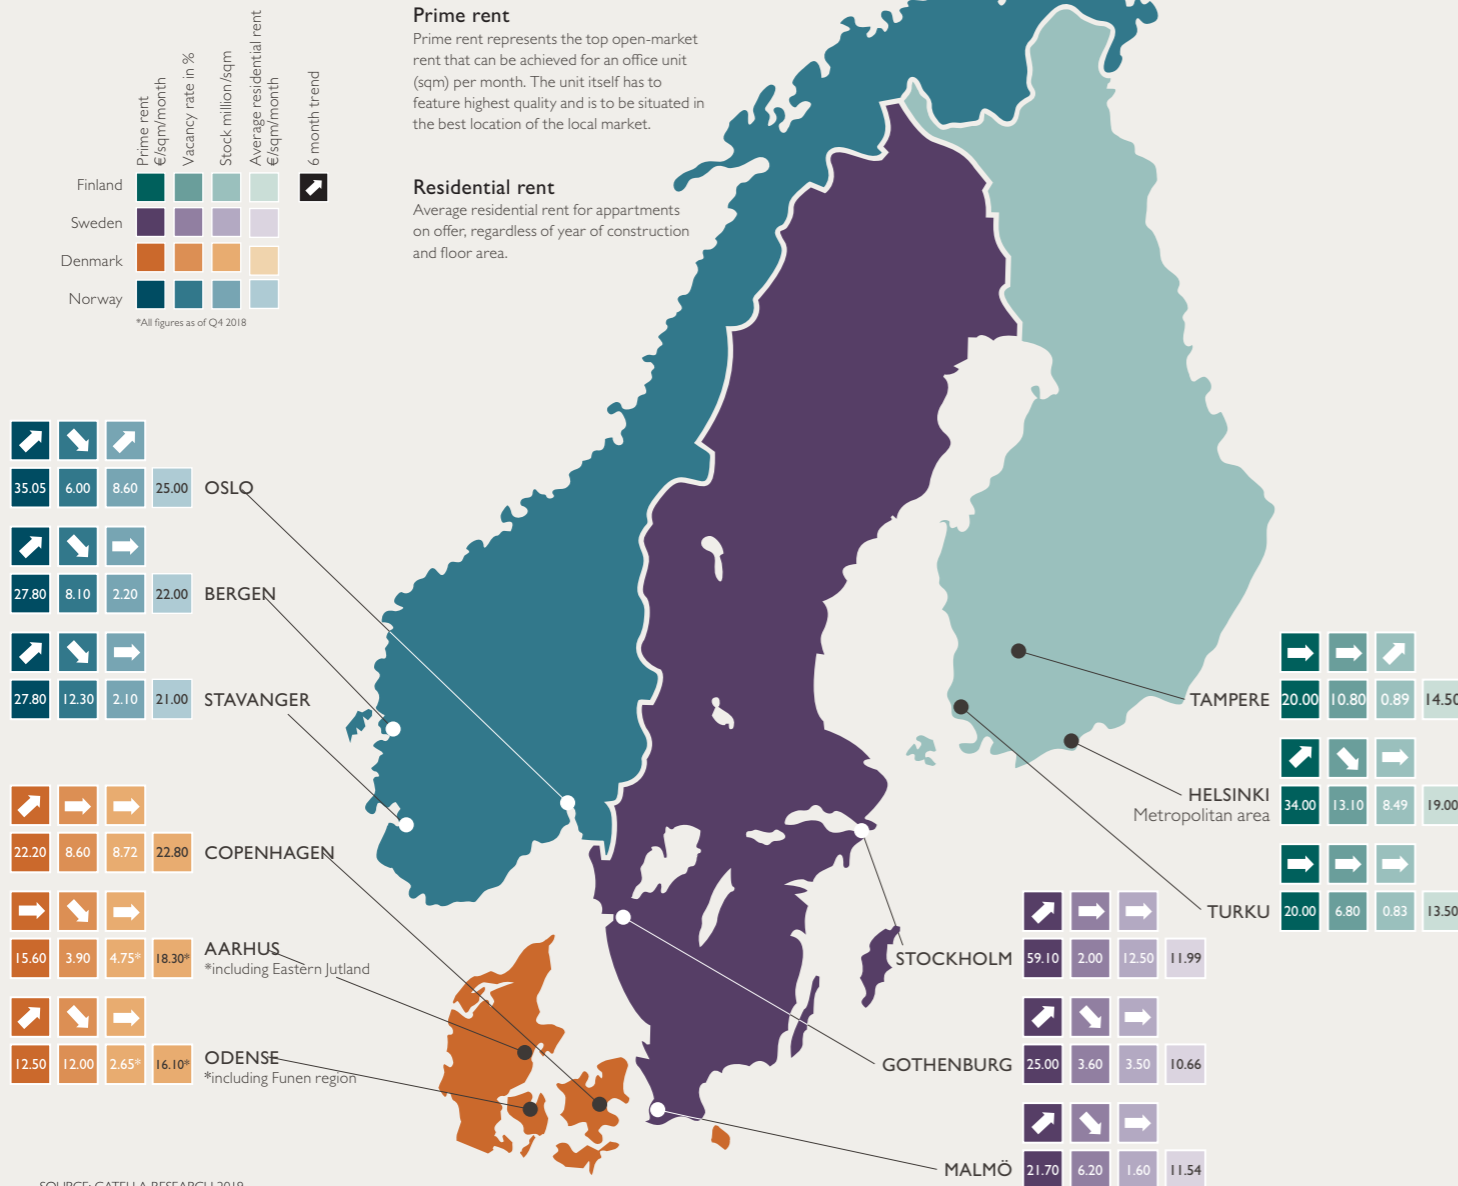 Prime rent
€/sqm/month
Vacancy rate in %
Stock million/sqm
Average residential rent
€/sqm/month
6 month trend
Finland
Sweden
Denmark
Norway
*All figures as of Q4 2018
Prime rent
Prime rent represents the top open-market
rent that can be achieved for an office unit
(sqm) per month. The unit itself has to
feature highest quality and is to be situated in
the best location of the local market.
Residential rent
Average residential rent for appartments
on offer, regardless of year of construction
and floor area.
35.05 6.00 8.60 25.00 OSLO
27.80 8.10 2.20 22.00 BERGEN
27.80 12.30 2.10 21.00 STAVANGER
22.20 8.60 8.72 22.80 COPENHAGEN
15.60 3.90 4.75* 18.30* AARHUS
*including Eastern Jutland
12.50 12.00 2.65* 16.10* ODENSE
*including Funen region
TAMPERE 20.00 10.80 0.89 14.50
HELSINKI
Metropolitan area
34.00 13.10 8.49 19.00
TURKU 20.00 6.80 0.83 13.50
STOCKHOLM 59.10 2.00 12.50 11.99
GOTHENBURG 25.00 3.60 3.50 10.66
MALMÖ 21.70 6.20 1.60 11.54
SOURCE: CATELLA RESEARCH 2019